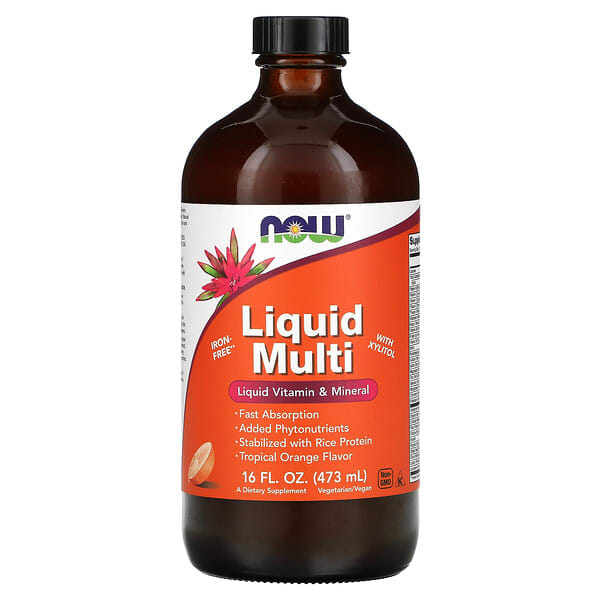 NOW®
Liquid
Multi
IRON-
FREE**
WITH
XYLITOL
Liquid Vitamin & Mineral
• Fast Absorption
• Added Phytonutrients
• Stabilized with Rice Protein
• Tropical Orange Flavor
16 FL. OZ. (473 mL)
A Dietary Supplement Vegetarian/Vegan
Non-
GMO
K